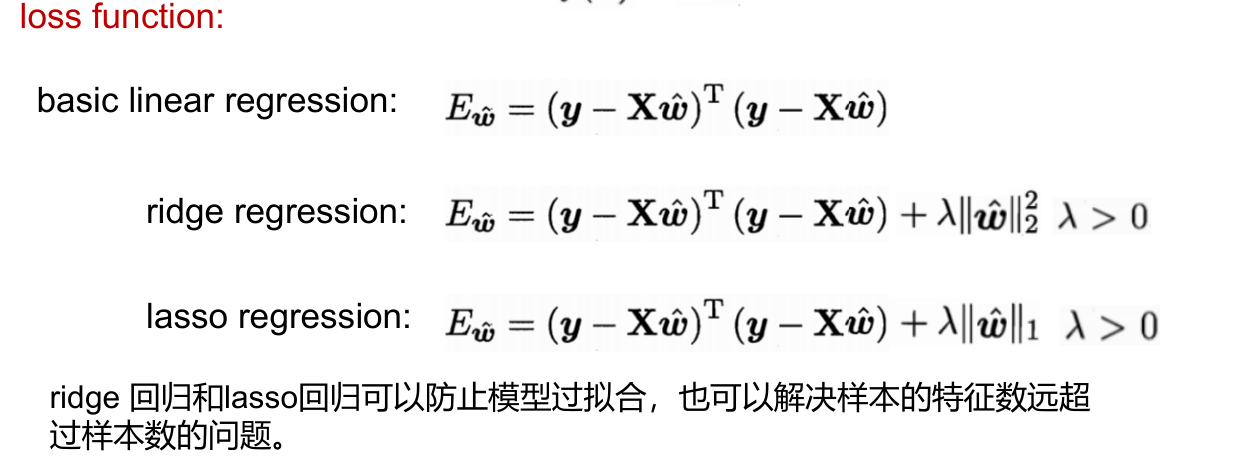 loss function:
basic linear regression: $E_{\hat{\boldsymbol{w}}} = (\boldsymbol{y} - \mathbf{X}\hat{\boldsymbol{w}})^{\mathrm{T}} (\boldsymbol{y} - \mathbf{X}\hat{\boldsymbol{w}})$
ridge regression: $E_{\hat{\boldsymbol{w}}} = (\boldsymbol{y} - \mathbf{X}\hat{\boldsymbol{w}})^{\mathrm{T}} (\boldsymbol{y} - \mathbf{X}\hat{\boldsymbol{w}}) + \lambda \|\hat{\boldsymbol{w}}\|_2^2 \ \lambda > 0$
lasso regression: $E_{\hat{\boldsymbol{w}}} = (\boldsymbol{y} - \mathbf{X}\hat{\boldsymbol{w}})^{\mathrm{T}} (\boldsymbol{y} - \mathbf{X}\hat{\boldsymbol{w}}) + \lambda \|\hat{\boldsymbol{w}}\|_1 \ \lambda > 0$
ridge 回归和lasso回归可以防止模型过拟合，也可以解决样本的特征数远超
过样本数的问题。